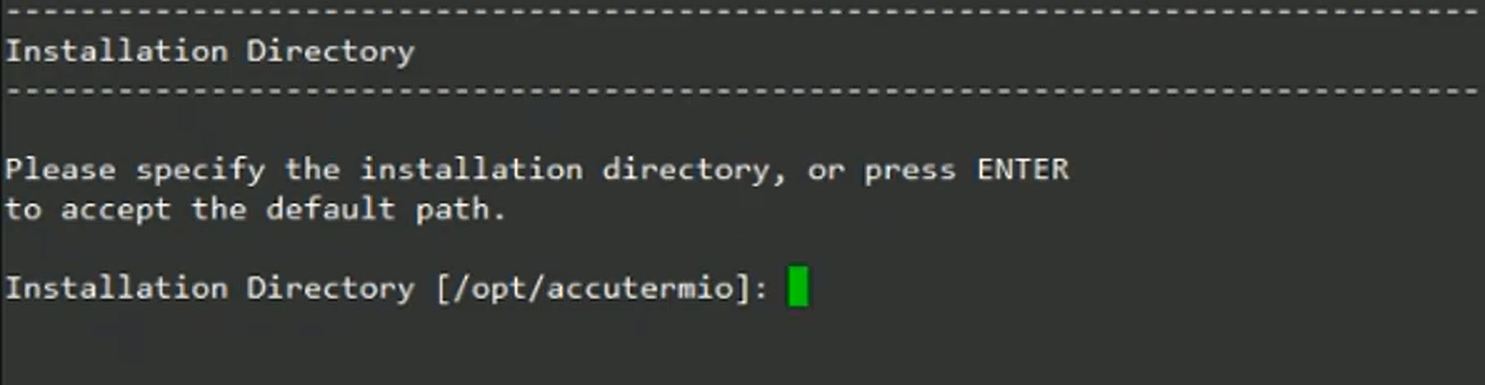 --------------------------------------------------------------------------------
Installation Directory
--------------------------------------------------------------------------------
Please specify the installation directory, or press ENTER
to accept the default path.
Installation Directory [/opt/accutermio]: